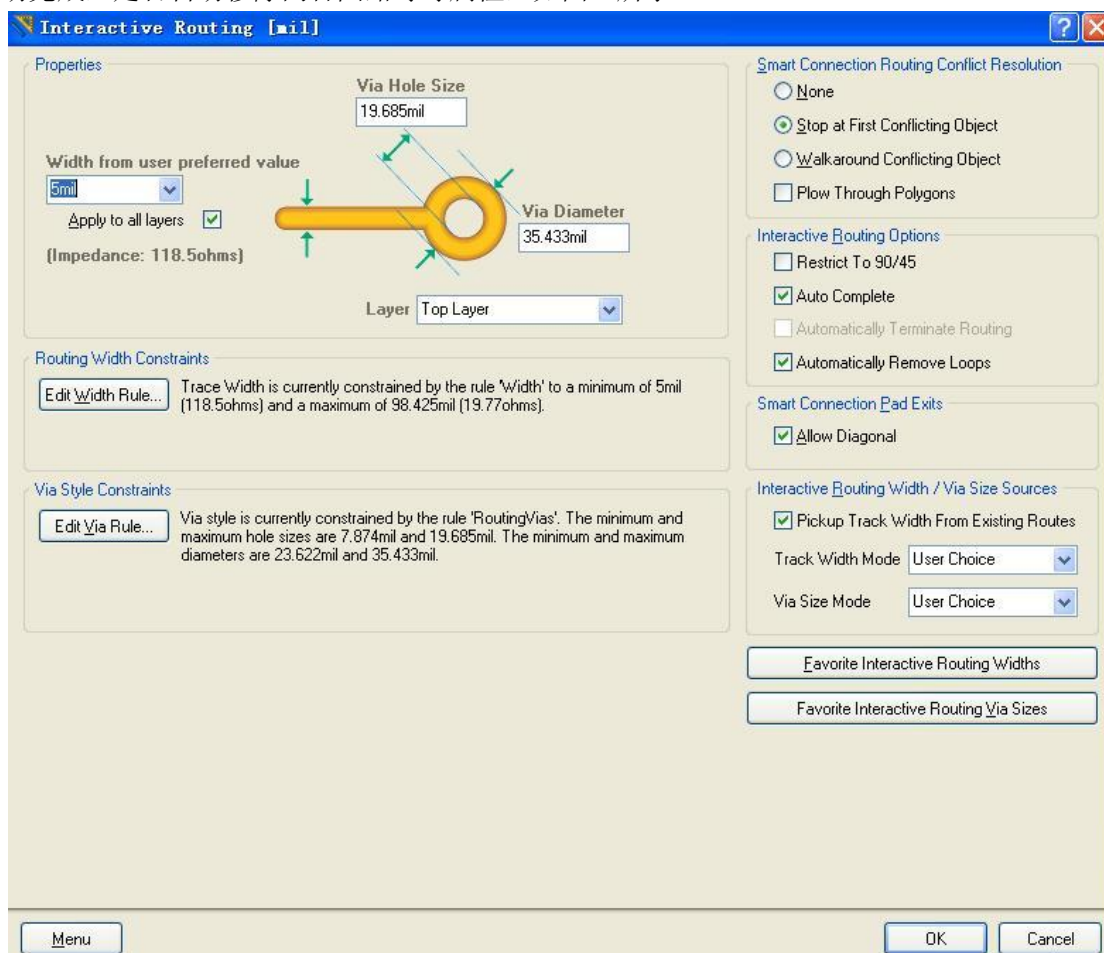 Interactive Routing [mil]
Properties
Via Hole Size
19.685mil
Width from user preferred value
5mil
Apply to all layers
(Impedance: 118.5ohms)
Via Diameter
35.433mil
Layer Top Layer
Routing Width Constraints
Edit Width Rule...
Trace Width is currently constrained by the rule 'Width' to a minimum of 5mil
(118.5ohms) and a maximum of 98.425mil (19.77ohms).
Via Style Constraints
Edit Via Rule...
Via style is currently constrained by the rule 'RoutingVias'. The minimum and
maximum hole sizes are 7.874mil and 19.685mil. The minimum and maximum
diameters are 23.622mil and 35.433mil.
Smart Connection Routing Conflict Resolution
None
Stop at First Conflicting Object
Walkaround Conflicting Object
Plow Through Polygons
Interactive Routing Options
Restrict To 90/45
Auto Complete
Automatically Terminate Routing
Automatically Remove Loops
Smart Connection Pad Exits
Allow Diagonal
Interactive Routing Width / Via Size Sources
Pickup Track Width From Existing Routes
Track Width Mode User Choice
Via Size Mode User Choice
Favorite Interactive Routing Widths
Favorite Interactive Routing Via Sizes
Menu
OK
Cancel